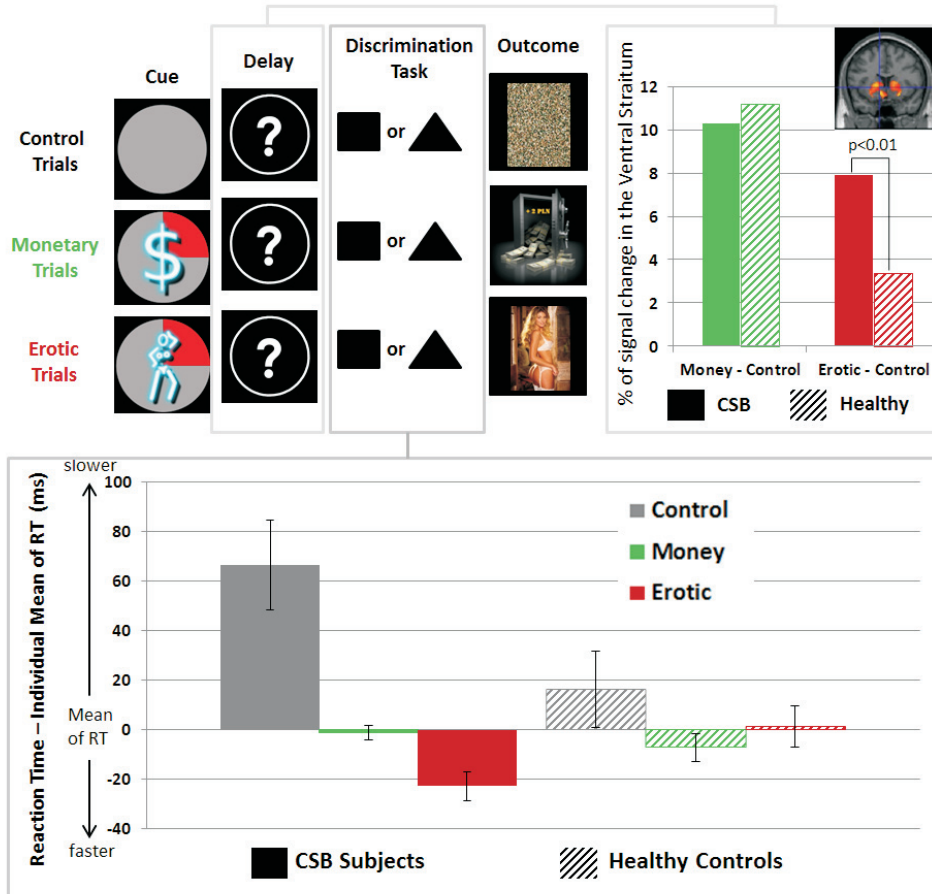 Cue
Delay
Discrimination
Task
Outcome
Control
Trials
?
or
Monetary
Trials
$
?
or
+ 2 PLN
Erotic
Trials
?
or
% of signal change in the Ventral Straitum
12
10
8
6
4
2
0
p<0.01
Money - Control
Erotic - Control
CSB
Healthy
Reaction Time – Individual Mean of RT (ms)
slower
Mean
of RT
faster
100
80
60
40
20
0
-20
-40
Control
Money
Erotic
CSB Subjects
Healthy Controls